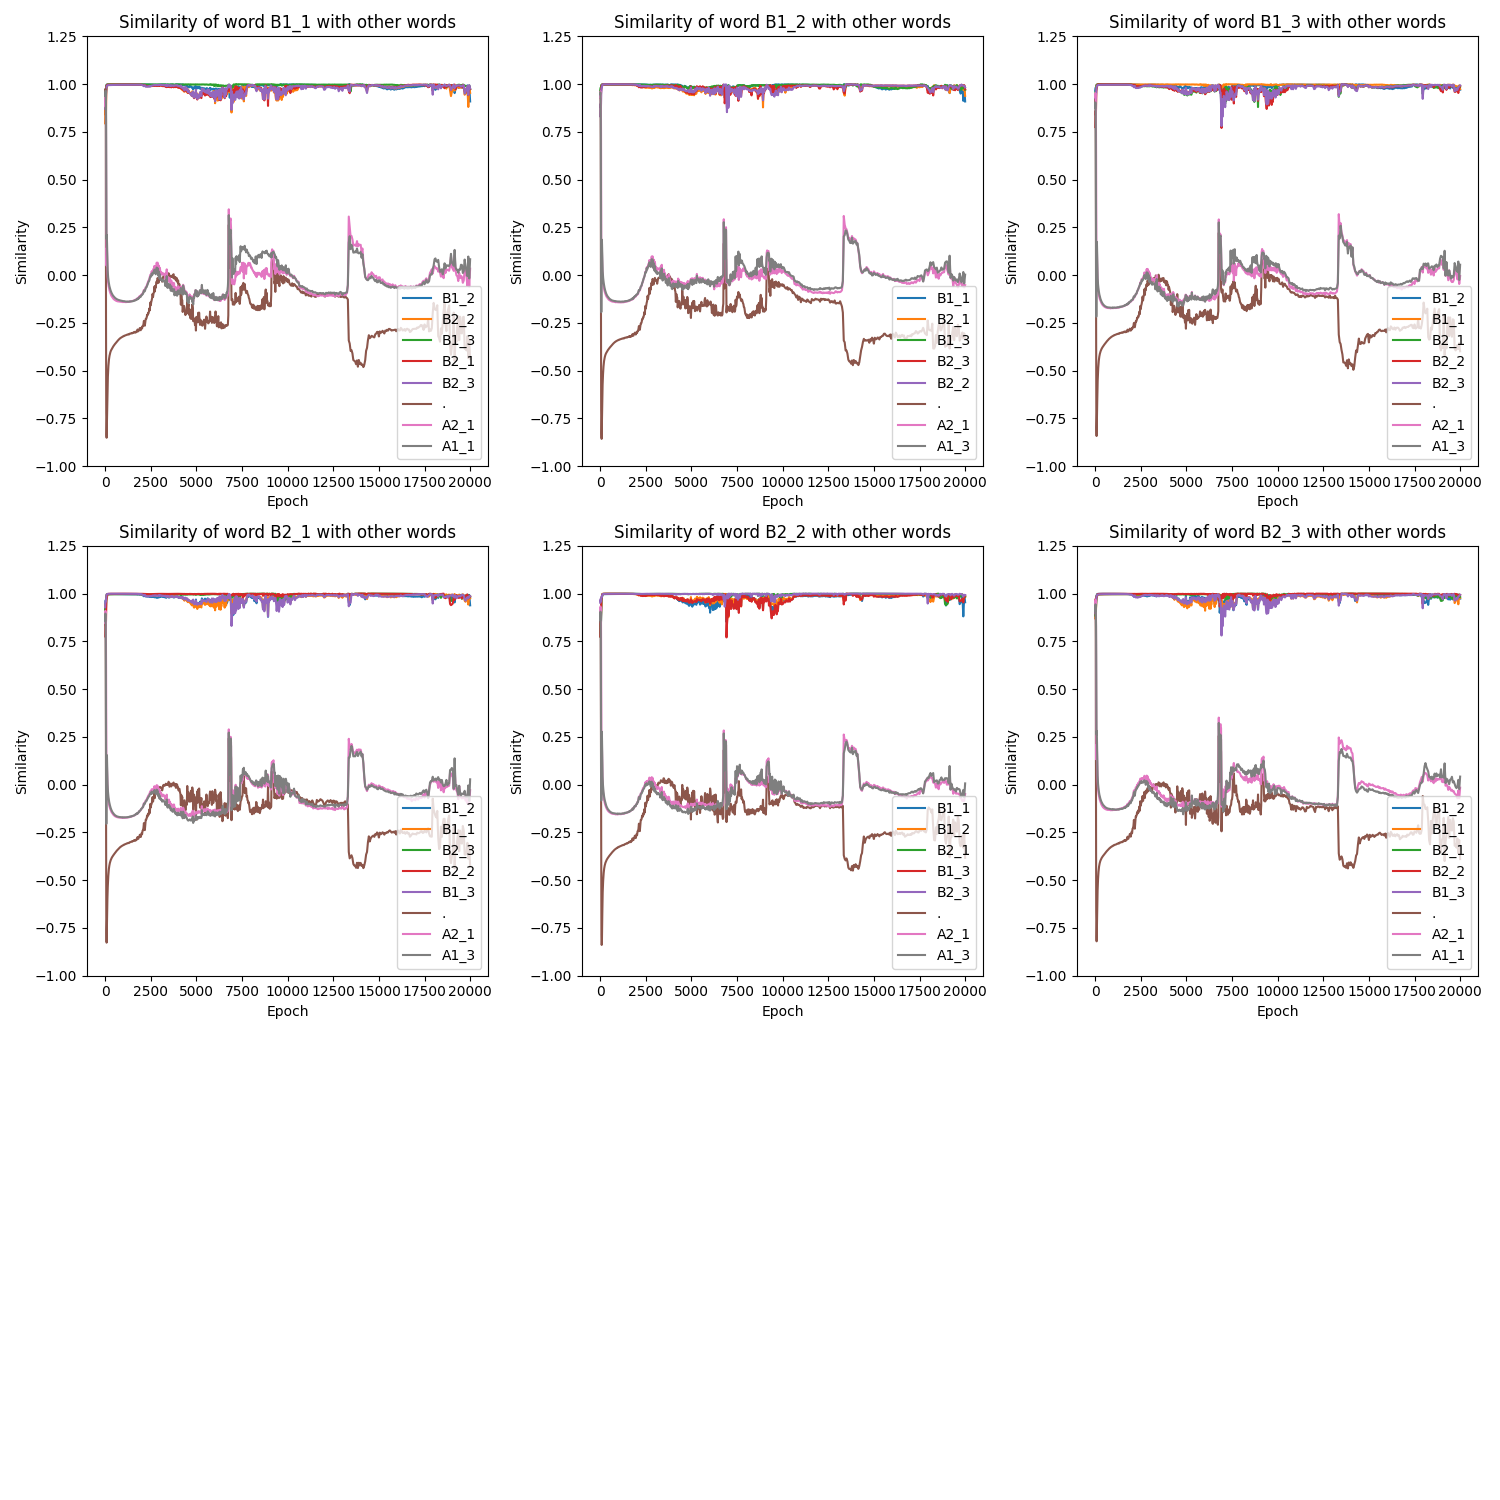 Similarity of word B1_1 with other words
1.25
1.00
0.75
0.50
0.25
0.00
−0.25
−0.50
−0.75
−1.00
Similarity
0 2500 5000 7500 10000 12500 15000 17500 20000
Epoch
B1_2
B2_2
B1_3
B2_1
B2_3
.
A2_1
A1_1
Similarity of word B1_2 with other words
1.25
1.00
0.75
0.50
0.25
0.00
−0.25
−0.50
−0.75
−1.00
Similarity
0 2500 5000 7500 10000 12500 15000 17500 20000
Epoch
B1_1
B2_1
B1_3
B2_3
B2_2
.
A2_1
A1_3
Similarity of word B1_3 with other words
1.25
1.00
0.75
0.50
0.25
0.00
−0.25
−0.50
−0.75
−1.00
Similarity
0 2500 5000 7500 10000 12500 15000 17500 20000
Epoch
B1_2
B1_1
B2_1
B2_2
B2_3
.
A2_1
A1_3
Similarity of word B2_1 with other words
1.25
1.00
0.75
0.50
0.25
0.00
−0.25
−0.50
−0.75
−1.00
Similarity
0 2500 5000 7500 10000 12500 15000 17500 20000
Epoch
B1_2
B1_1
B2_3
B2_2
B1_3
.
A2_1
A1_3
Similarity of word B2_2 with other words
1.25
1.00
0.75
0.50
0.25
0.00
−0.25
−0.50
−0.75
−1.00
Similarity
0 2500 5000 7500 10000 12500 15000 17500 20000
Epoch
B1_1
B1_2
B2_1
B1_3
B2_3
.
A2_1
A1_3
Similarity of word B2_3 with other words
1.25
1.00
0.75
0.50
0.25
0.00
−0.25
−0.50
−0.75
−1.00
Similarity
0 2500 5000 7500 10000 12500 15000 17500 20000
Epoch
B1_2
B1_1
B2_1
B2_2
B1_3
.
A2_1
A1_1